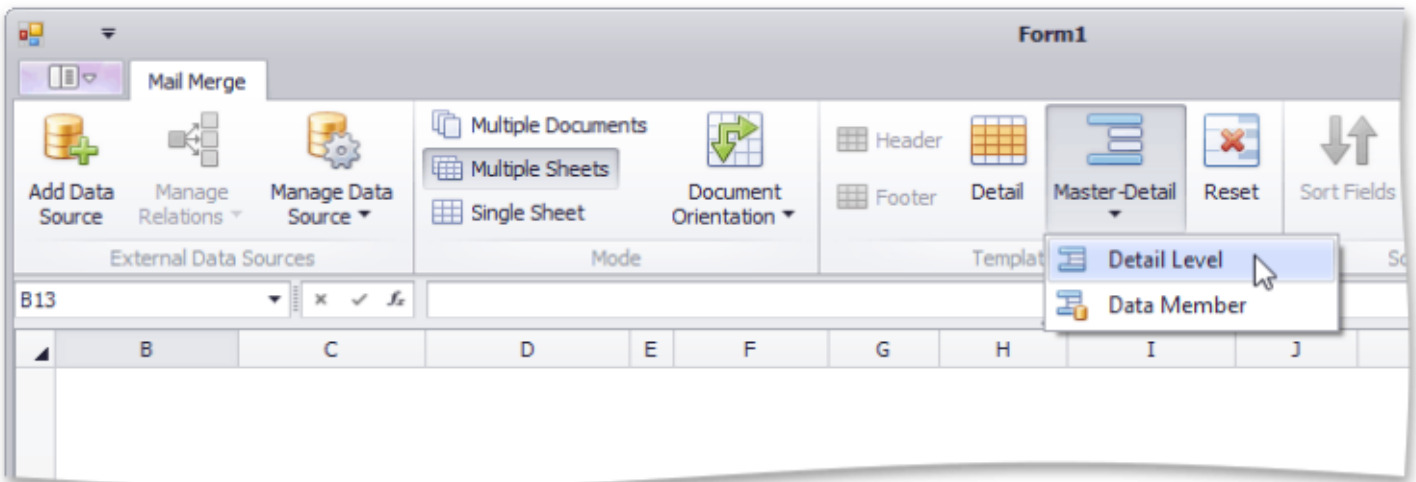 Form1
Mail Merge
Add Data
Source
Manage
Relations
Manage Data
Source
Multiple Documents
Multiple Sheets
Single Sheet
Document
Orientation
Header
Footer
Detail
Master-Detail
Reset
Sort Fields
External Data Sources
Mode
Templat
Detail Level
Data Member
B13
fx
B C D E F G H I J